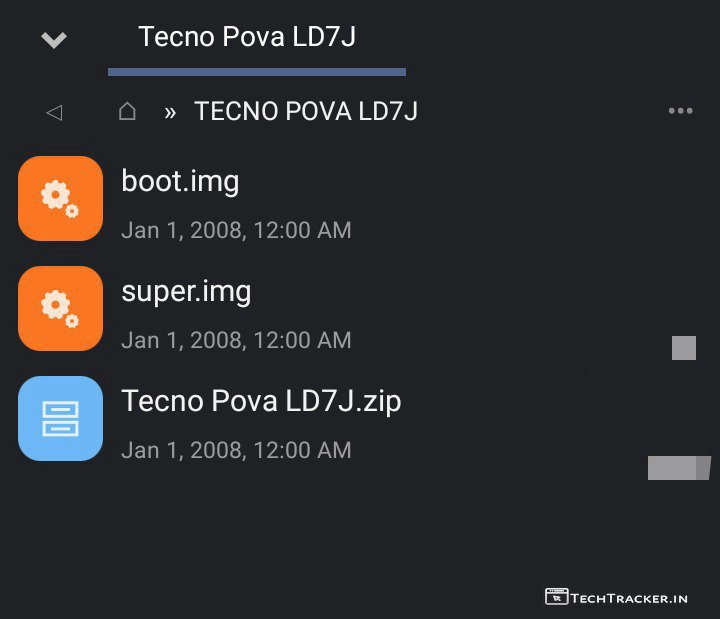 Tecno Pova LD7J
» TECNO POVA LD7J
boot.img
Jan 1, 2008, 12:00 AM
super.img
Jan 1, 2008, 12:00 AM
Tecno Pova LD7J.zip
Jan 1, 2008, 12:00 AM
TECHTRACKER.IN